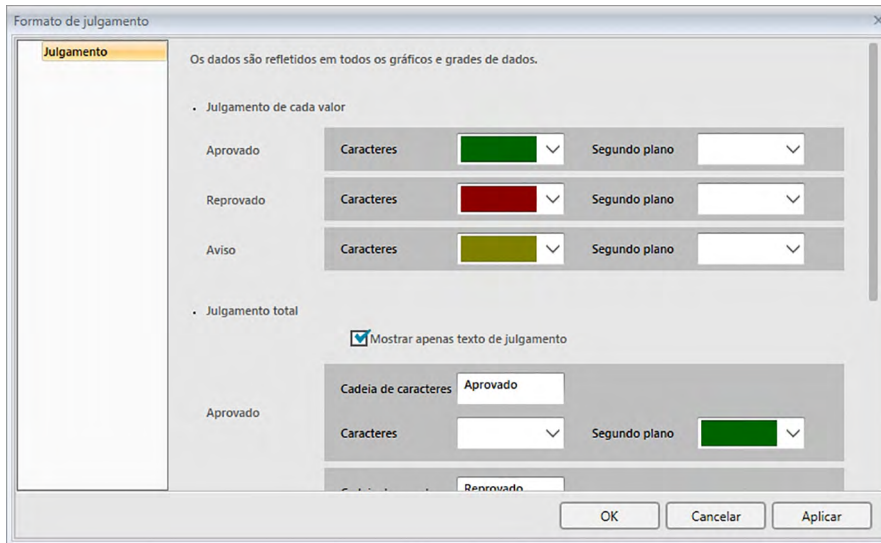 Formato de julgamento
Julgamento
Os dados são refletidos em todos os gráficos e grades de dados.
• Julgamento de cada valor
Aprovado Caracteres Segundo plano
Reprovado Caracteres Segundo plano
Aviso Caracteres Segundo plano
• Julgamento total
Mostrar apenas texto de julgamento
Cadeia de caracteres Aprovado
Aprovado
Caracteres Segundo plano
Reprovado
OK Cancelar Aplicar